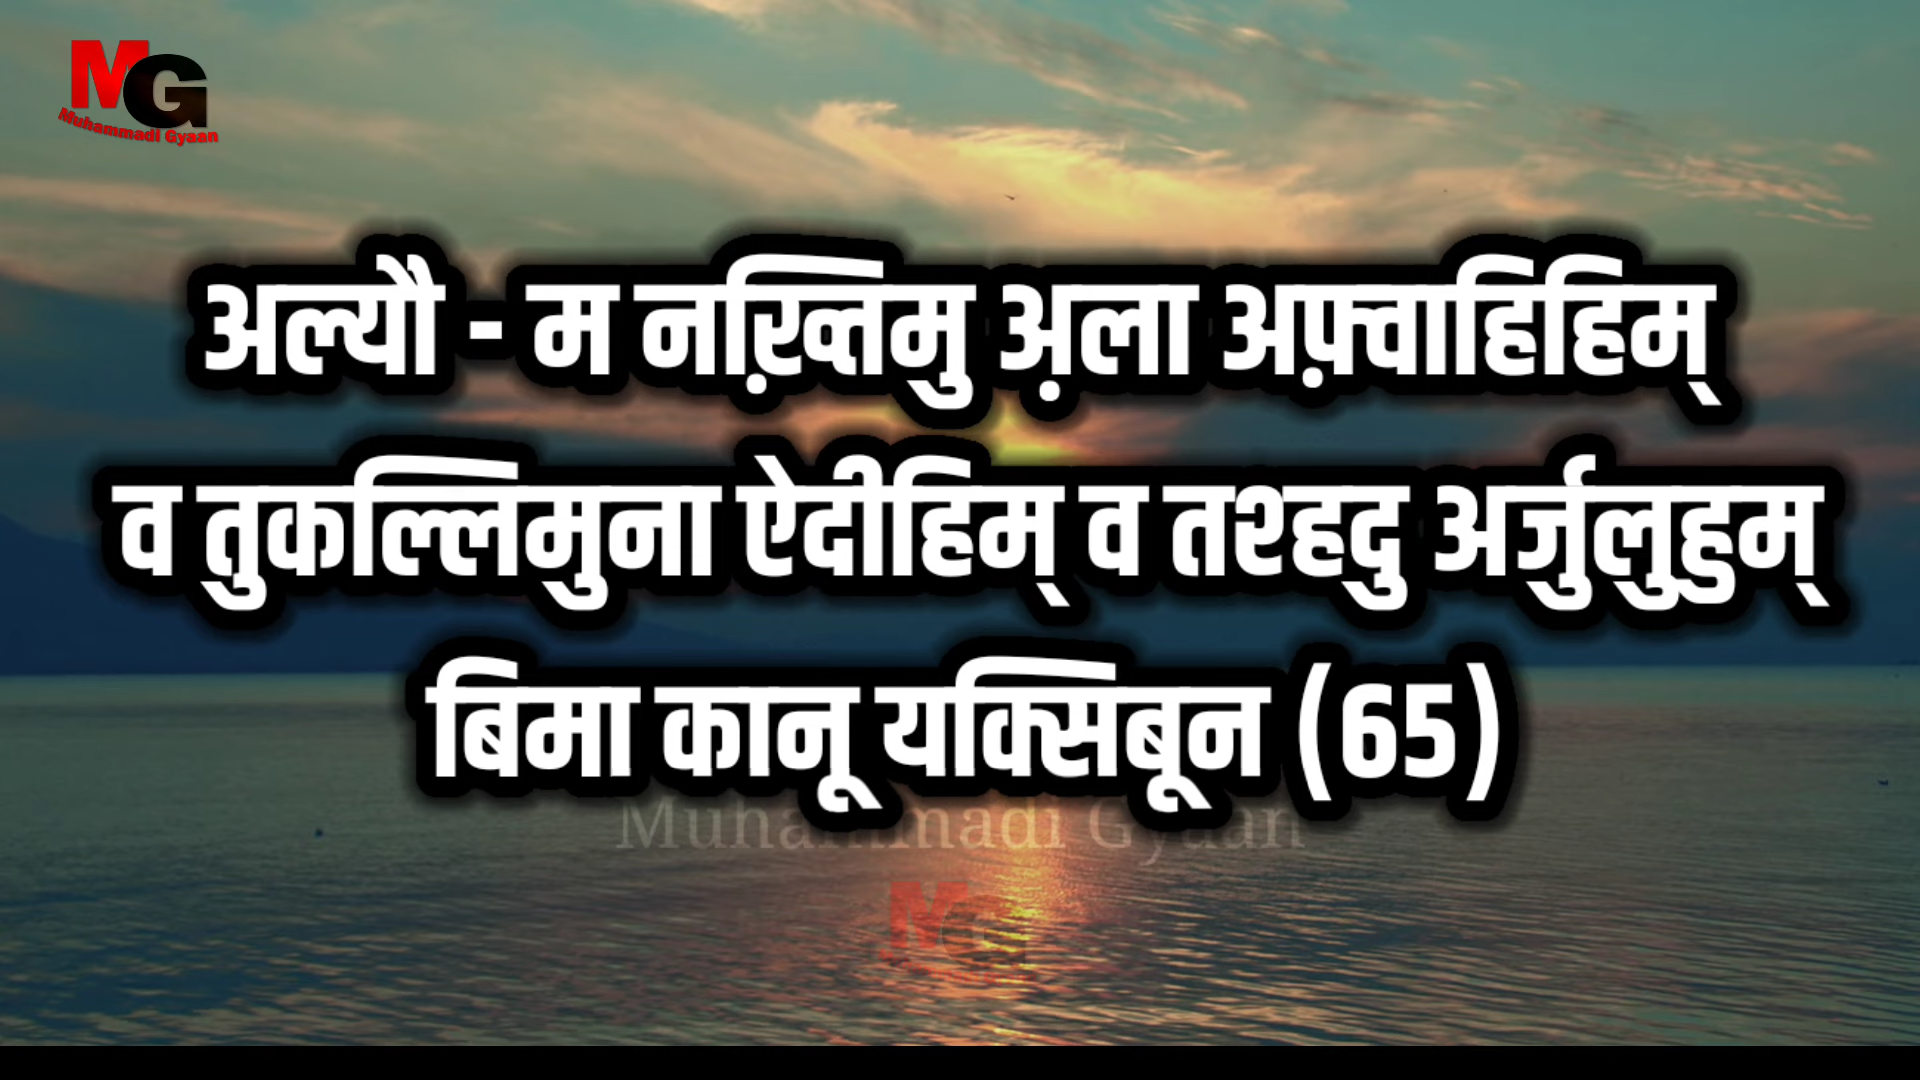 MG
Muhammadi Gyaan
अल्यौ - म नख़्तिमु अ़ला अफ़्वाहिहिम्
व तुकल्लिमुना ऐदीहिम् व तश्हदु अर्जुलुहुम्
बिमा कानू यक्सिबून (65)
Muhammadi Gyaan
MG